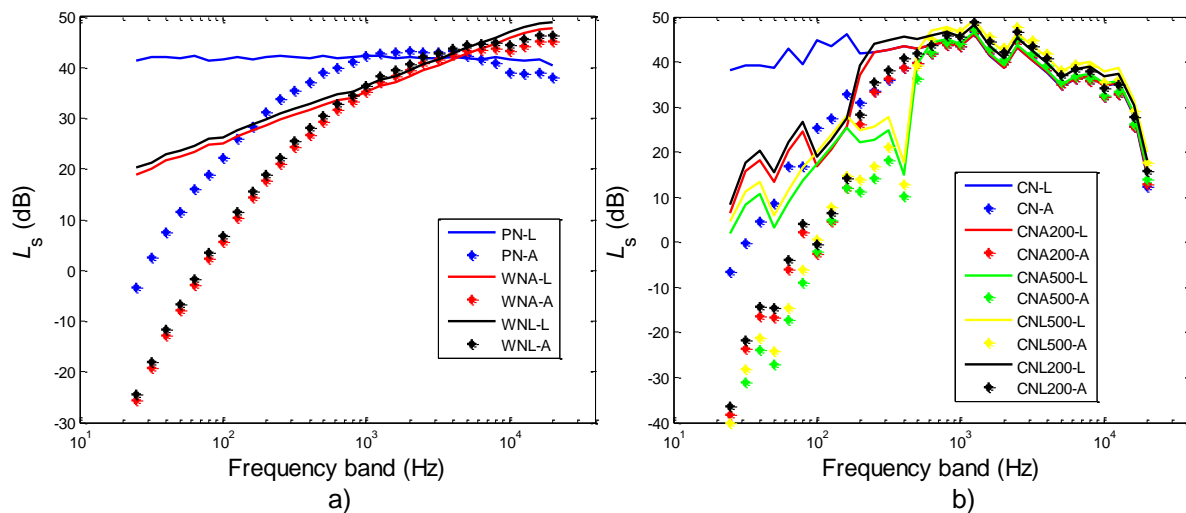 50
40
30
20
10
0
-10
-20
-30
10^1 10^2 10^3 10^4
L_s (dB)
Frequency band (Hz)
PN-L
PN-A
WNA-L
WNA-A
WNL-L
WNL-A
a)
50
40
30
20
10
0
-10
-20
-30
-40
10^1 10^2 10^3 10^4
L_s (dB)
Frequency band (Hz)
CN-L
CN-A
CNA200-L
CNA200-A
CNA500-L
CNA500-A
CNL500-L
CNL500-A
CNL200-L
CNL200-A
b)